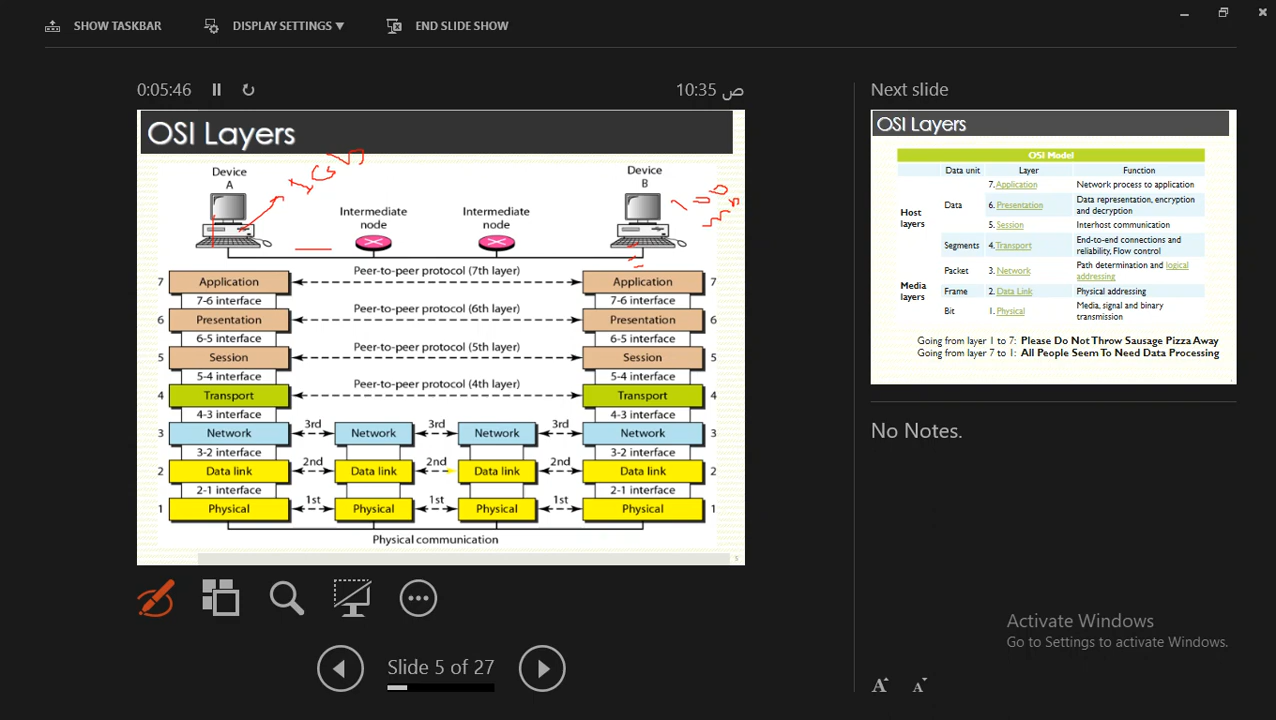 SHOW TASKBAR
DISPLAY SETTINGS ▼
END SLIDE SHOW
0:05:46
10:35 ص
OSI Layers
Device
A
Device
B
Intermediate
node
Intermediate
node
100
7 Application Peer-to-peer protocol (7th layer) Application 7
7-6 interface 7-6 interface
6 Presentation Peer-to-peer protocol (6th layer) Presentation 6
6-5 interface 6-5 interface
5 Session Peer-to-peer protocol (5th layer) Session 5
5-4 interface 5-4 interface
4 Transport Peer-to-peer protocol (4th layer) Transport 4
4-3 interface 4-3 interface
3 Network 3rd Network 3rd Network 3rd Network 3
3-2 interface 3-2 interface
2 Data link 2nd Data link 2nd Data link 2nd Data link 2
2-1 interface 2-1 interface
1 Physical 1st Physical 1st Physical 1st Physical 1
Physical communication
5
Slide 5 of 27
Next slide
OSI Layers
OSI Model
Data unit Layer Function
Host layers
Data
7. Application Network process to application
6. Presentation Data representation, encryption and decryption
5. Session Interhost communication
Segments 4. Transport End-to-end connections and reliability, Flow control
Media layers
Packet 3. Network Path determination and logical addressing
Frame 2. Data Link Physical addressing
Bit 1. Physical Media, signal and binary transmission
Going from layer 1 to 7: Please Do Not Throw Sausage Pizza Away
Going from layer 7 to 1: All People Seem To Need Data Processing
No Notes.
Activate Windows
Go to Settings to activate Windows.
A A